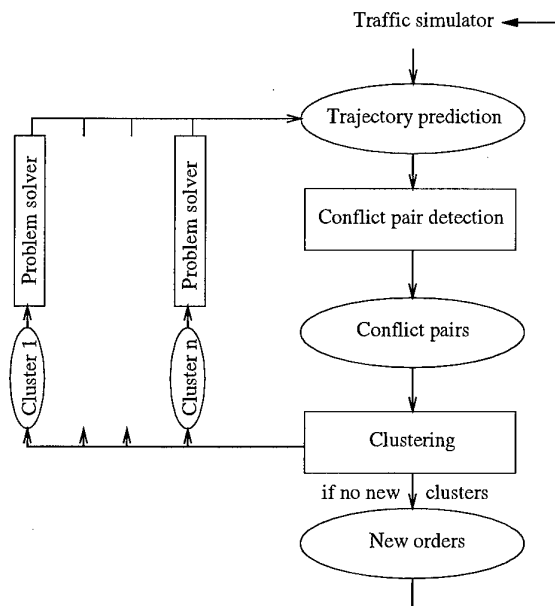 Traffic simulator
Trajectory prediction
Problem solver
Problem solver
Conflict pair detection
Conflict pairs
Cluster 1
Cluster n
Clustering
if no new clusters
New orders